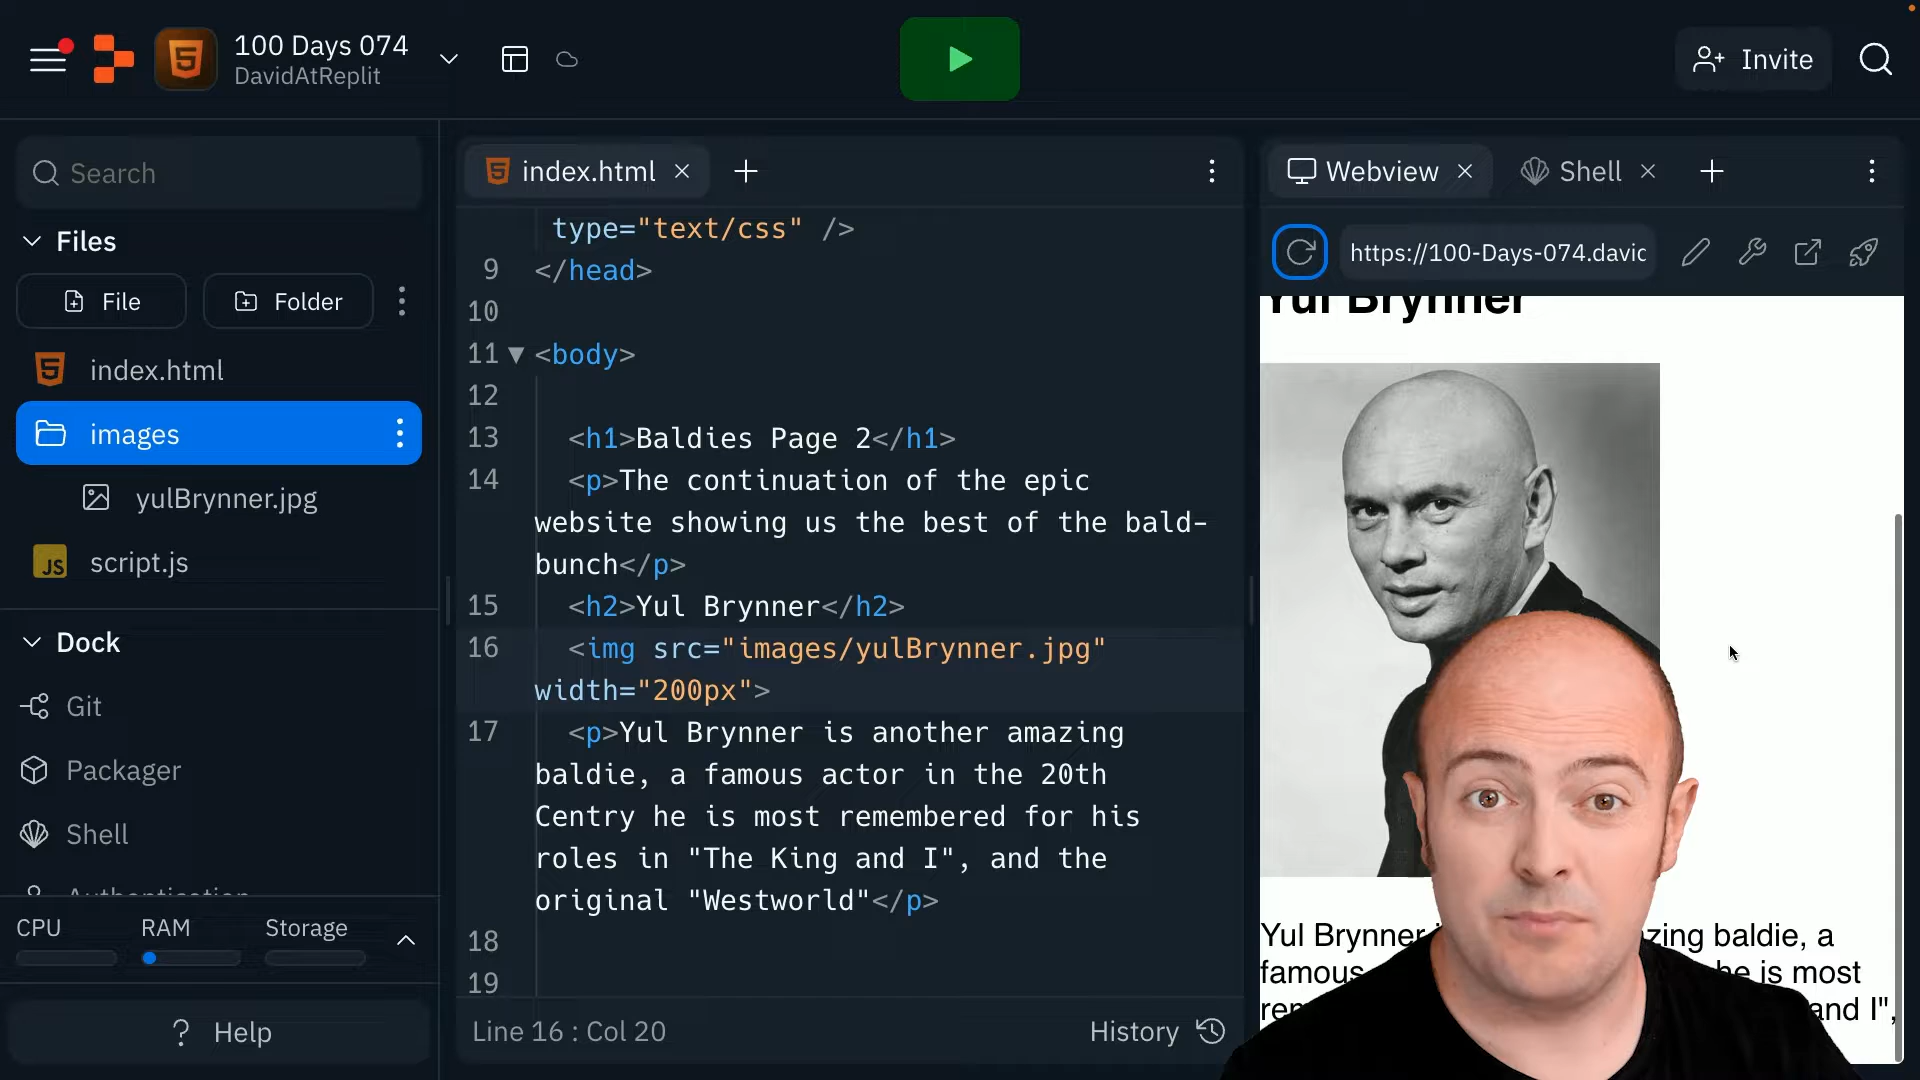 100 Days 074
DavidAtReplit
Invite
Search
Files
File
Folder
index.html
images
yulBrynner.jpg
script.js
Dock
Git
Packager
Shell
Authentication
CPU
RAM
Storage
Help
index.html
type="text/css" />
9 </head>
10
11 <body>
12
13 <h1>Baldies Page 2</h1>
14 <p>The continuation of the epic
website showing us the best of the bald-
bunch</p>
15 <h2>Yul Brynner</h2>
16 <img src="images/yulBrynner.jpg"
width="200px">
17 <p>Yul Brynner is another amazing
baldie, a famous actor in the 20th
Centry he is most remembered for his
roles in "The King and I", and the
original "Westworld"</p>
18
19
Line 16 : Col 20
History
Webview
Shell
https://100-Days-074.david
Yul Brynner
Yul Brynner
zing baldie, a
famous
he is most
and I",